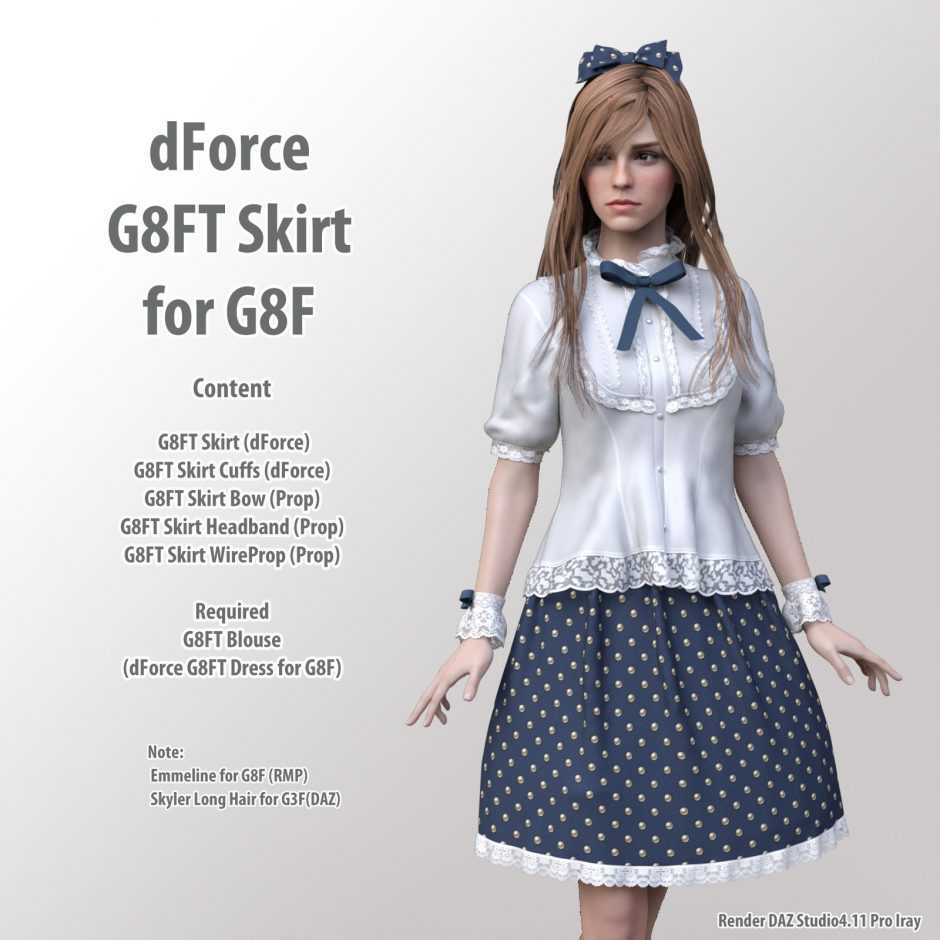 dForce
G8FT Skirt
for G8F
Content
G8FT Skirt (dForce)
G8FT Skirt Cuffs (dForce)
G8FT Skirt Bow (Prop)
G8FT Skirt Headband (Prop)
G8FT Skirt WireProp (Prop)
Required
G8FT Blouse
(dForce G8FT Dress for G8F)
Note:
Emmeline for G8F (RMP)
Skyler Long Hair for G3F(DAZ)
Render DAZ Studio4.11 Pro Iray